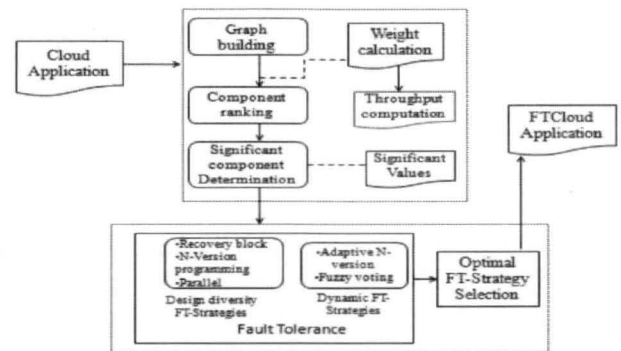 Cloud
Application
Graph
building
Weight
calculation
Component
ranking
Throughput
computation
Significant
component
Determination
Significant
Values
FTCloud
Application
•Recovery block
•N-Version
programming
•Parallel
Design diversity
FT-Strategies
•Adaptive N-
version
•Fuzzy voting
Dynamic FT-
Strategies
Fault Tolerance
Optimal
FT-Strategy
Selection